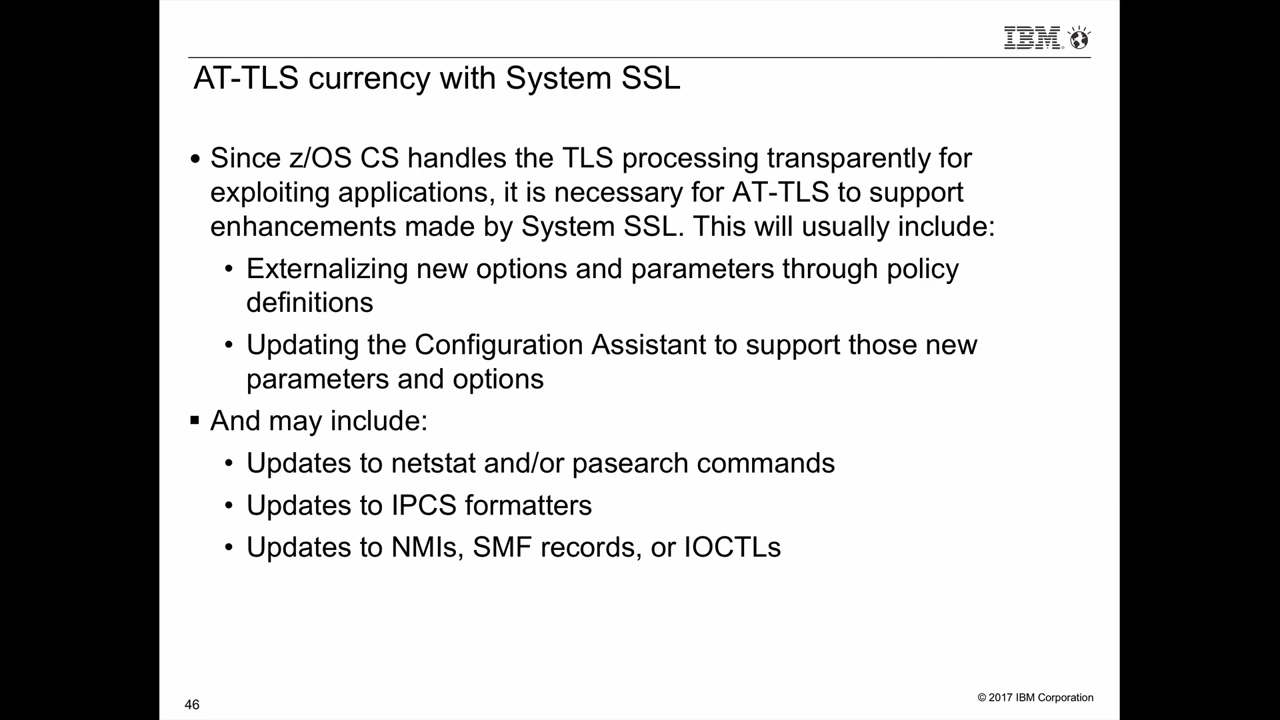 IBM
AT-TLS currency with System SSL
• Since z/OS CS handles the TLS processing transparently for
exploiting applications, it is necessary for AT-TLS to support
enhancements made by System SSL. This will usually include:
• Externalizing new options and parameters through policy
definitions
• Updating the Configuration Assistant to support those new
parameters and options
▪ And may include:
• Updates to netstat and/or pasearch commands
• Updates to IPCS formatters
• Updates to NMIs, SMF records, or IOCTLs
46
© 2017 IBM Corporation